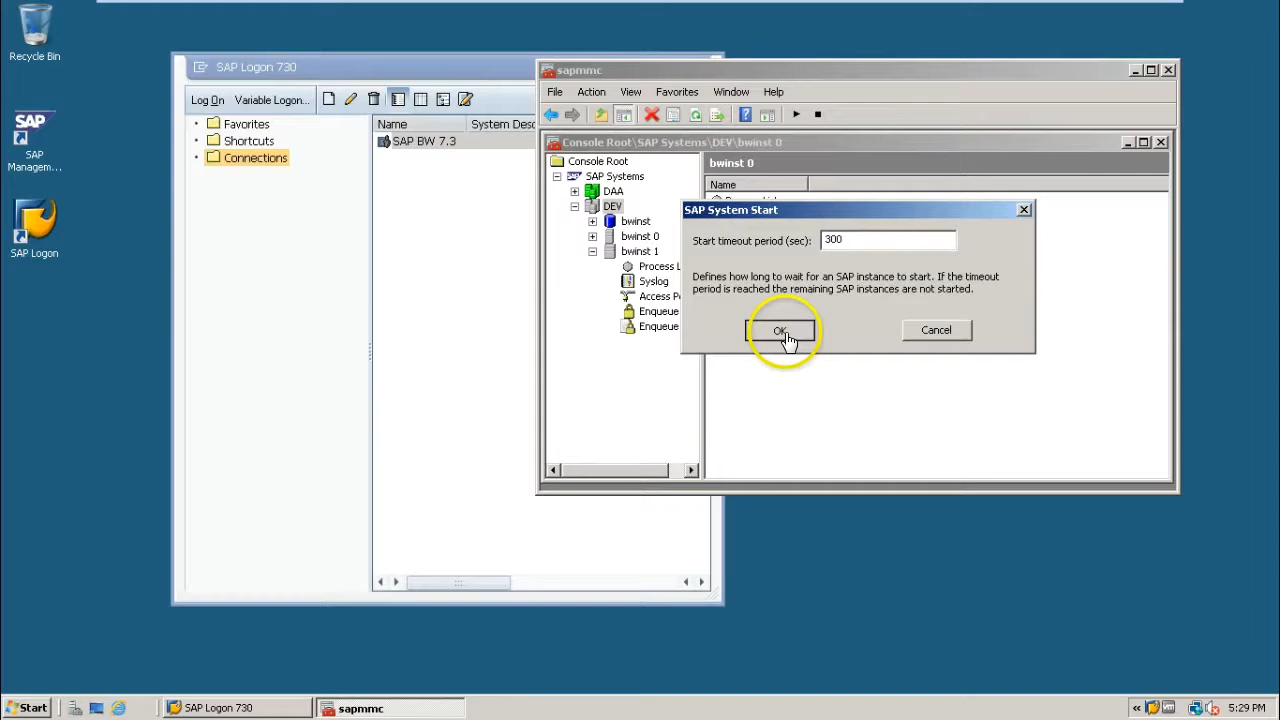 Recycle Bin
SAP
SAP
Managem...
SAP Logon
SAP Logon 730
Log On
Variable Logon...
Favorites
Shortcuts
Connections
Name
System Desc
SAP BW 7.3
sapmmc
File
Action
View
Favorites
Window
Help
Console Root\SAP Systems\DEV\bwinst 0
Console Root
SAP Systems
DAA
DEV
bwinst
bwinst 0
bwinst 1
Process L
Syslog
Access Po
Enqueue
Enqueue
bwinst 0
Name
SAP System Start
Start timeout period (sec):
300
Defines how long to wait for an SAP instance to start. If the timeout
period is reached the remaining SAP instances are not started.
OK
Cancel
Start
SAP Logon 730
sapmmc
5:29 PM